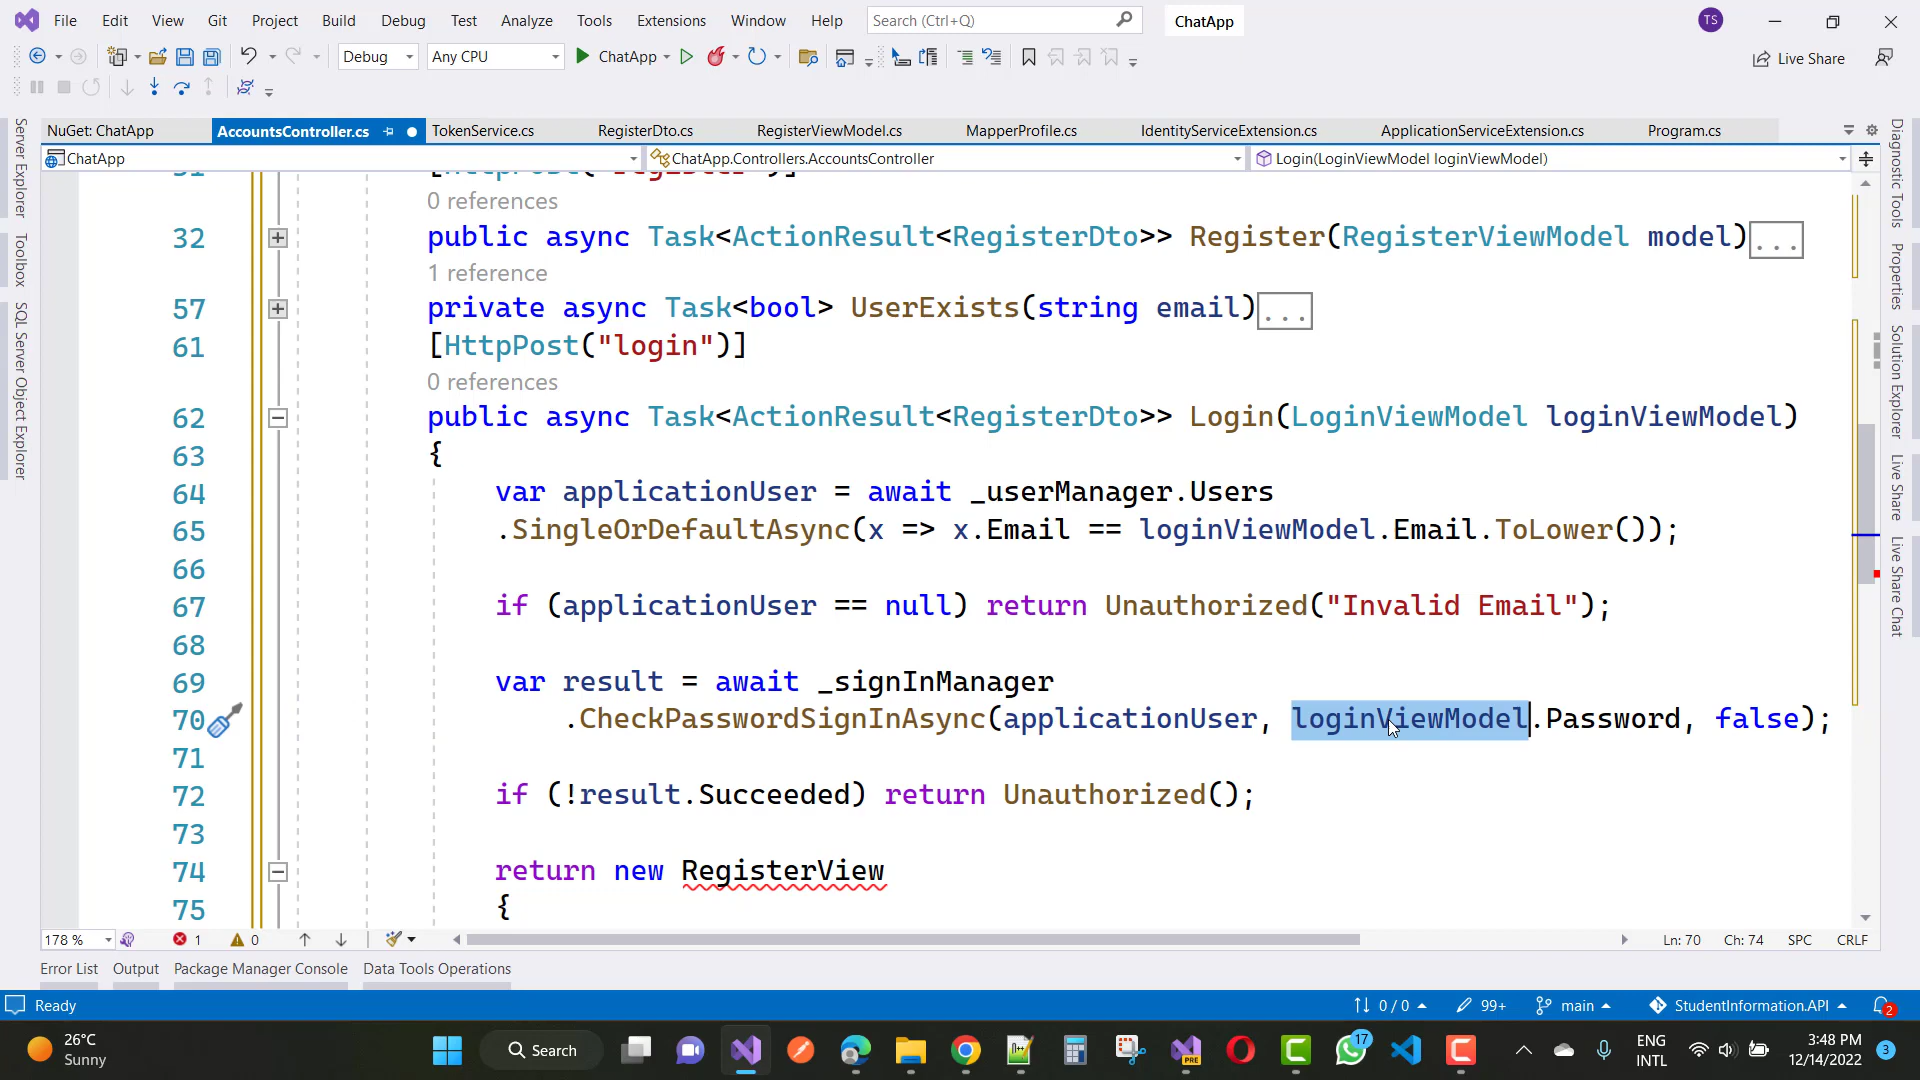 File Edit View Git Project Build Debug Test Analyze Tools Extensions Window Help Search (Ctrl+Q) ChatApp TS
Debug Any CPU ChatApp Live Share
NuGet: ChatApp AccountsController.cs TokenService.cs RegisterDto.cs RegisterViewModel.cs MapperProfile.cs IdentityServiceExtension.cs ApplicationServiceExtension.cs Program.cs
ChatApp ChatApp.Controllers.AccountsController Login(LoginViewModel loginViewModel)
Server Explorer
Toolbox
SQL Server Object Explorer
Diagnostic Tools
Properties
Solution Explorer
Live Share
Live Share Chat
31 [HttpPost("register")]
0 references
32 public async Task<ActionResult<RegisterDto>> Register(RegisterViewModel model)...
1 reference
57 private async Task<bool> UserExists(string email)...
61 [HttpPost("login")]
0 references
62 public async Task<ActionResult<RegisterDto>> Login(LoginViewModel loginViewModel)
63 {
64 var applicationUser = await _userManager.Users
65 .SingleOrDefaultAsync(x => x.Email == loginViewModel.Email.ToLower());
66
67 if (applicationUser == null) return Unauthorized("Invalid Email");
68
69 var result = await _signInManager
70 .CheckPasswordSignInAsync(applicationUser, loginViewModel.Password, false);
71
72 if (!result.Succeeded) return Unauthorized();
73
74 return new RegisterView
75 {
178 % 1 0 Ln: 70 Ch: 74 SPC CRLF
Error List Output Package Manager Console Data Tools Operations
Ready 0 / 0 99+ main StudentInformation.API 2
26°C
Sunny
Search
PRE
17
ENG
INTL
3:48 PM
12/14/2022
3